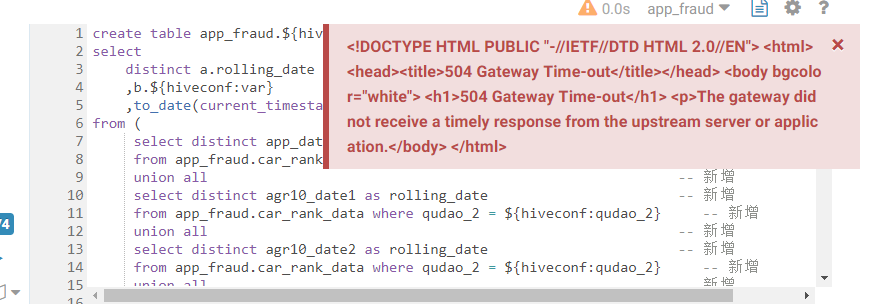 0.0s app_fraud
<!DOCTYPE HTML PUBLIC "-//IETF//DTD HTML 2.0//EN"> <html>
<head><title>504 Gateway Time-out</title></head> <body bgcolo
r="white"> <h1>504 Gateway Time-out</h1> <p>The gateway did
not receive a timely response from the upstream server or applic
ation.</body> </html>
1 create table app_fraud.${hiv
2 select
3 distinct a.rolling_date
4 ,b.${hiveconf:var}
5 ,to_date(current_timesta
6 from (
7 select distinct app_dat
8 from app_fraud.car_rank
9 union all -- 新增
10 select distinct agr10_date1 as rolling_date -- 新增
11 from app_fraud.car_rank_data where qudao_2 = ${hiveconf:qudao_2} -- 新增
12 union all -- 新增
13 select distinct agr10_date2 as rolling_date -- 新增
14 from app_fraud.car_rank_data where qudao_2 = ${hiveconf:qudao_2} -- 新增
15 union all -- 新增
16